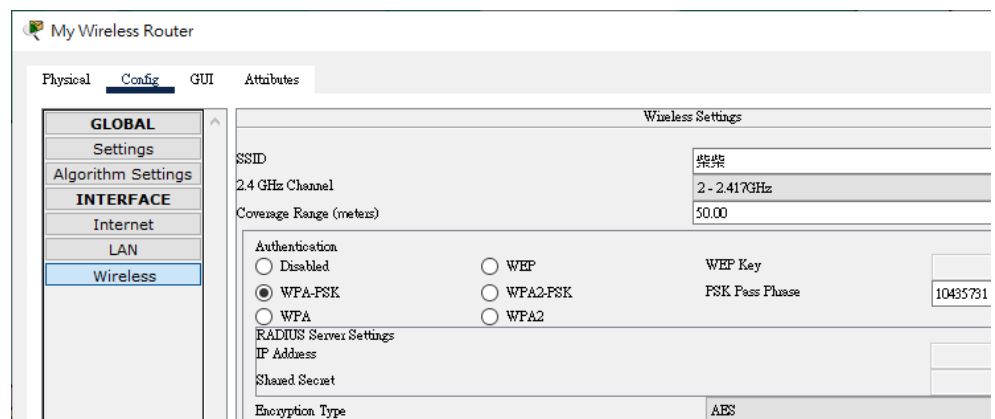 My Wireless Router
Physical Config GUI Attributes
GLOBAL
Settings
Algorithm Settings
INTERFACE
Internet
LAN
Wireless
Wireless Settings
SSID 柴柴
2.4 GHz Channel 2 - 2.417GHz
Coverage Range (meters) 50.00
Authentication
Disabled WEP WEP Key
WPA-PSK WPA2-PSK PSK Pass Phrase 10435731
WPA WPA2
RADIUS Server Settings
IP Address
Shared Secret
Encryption Type AES